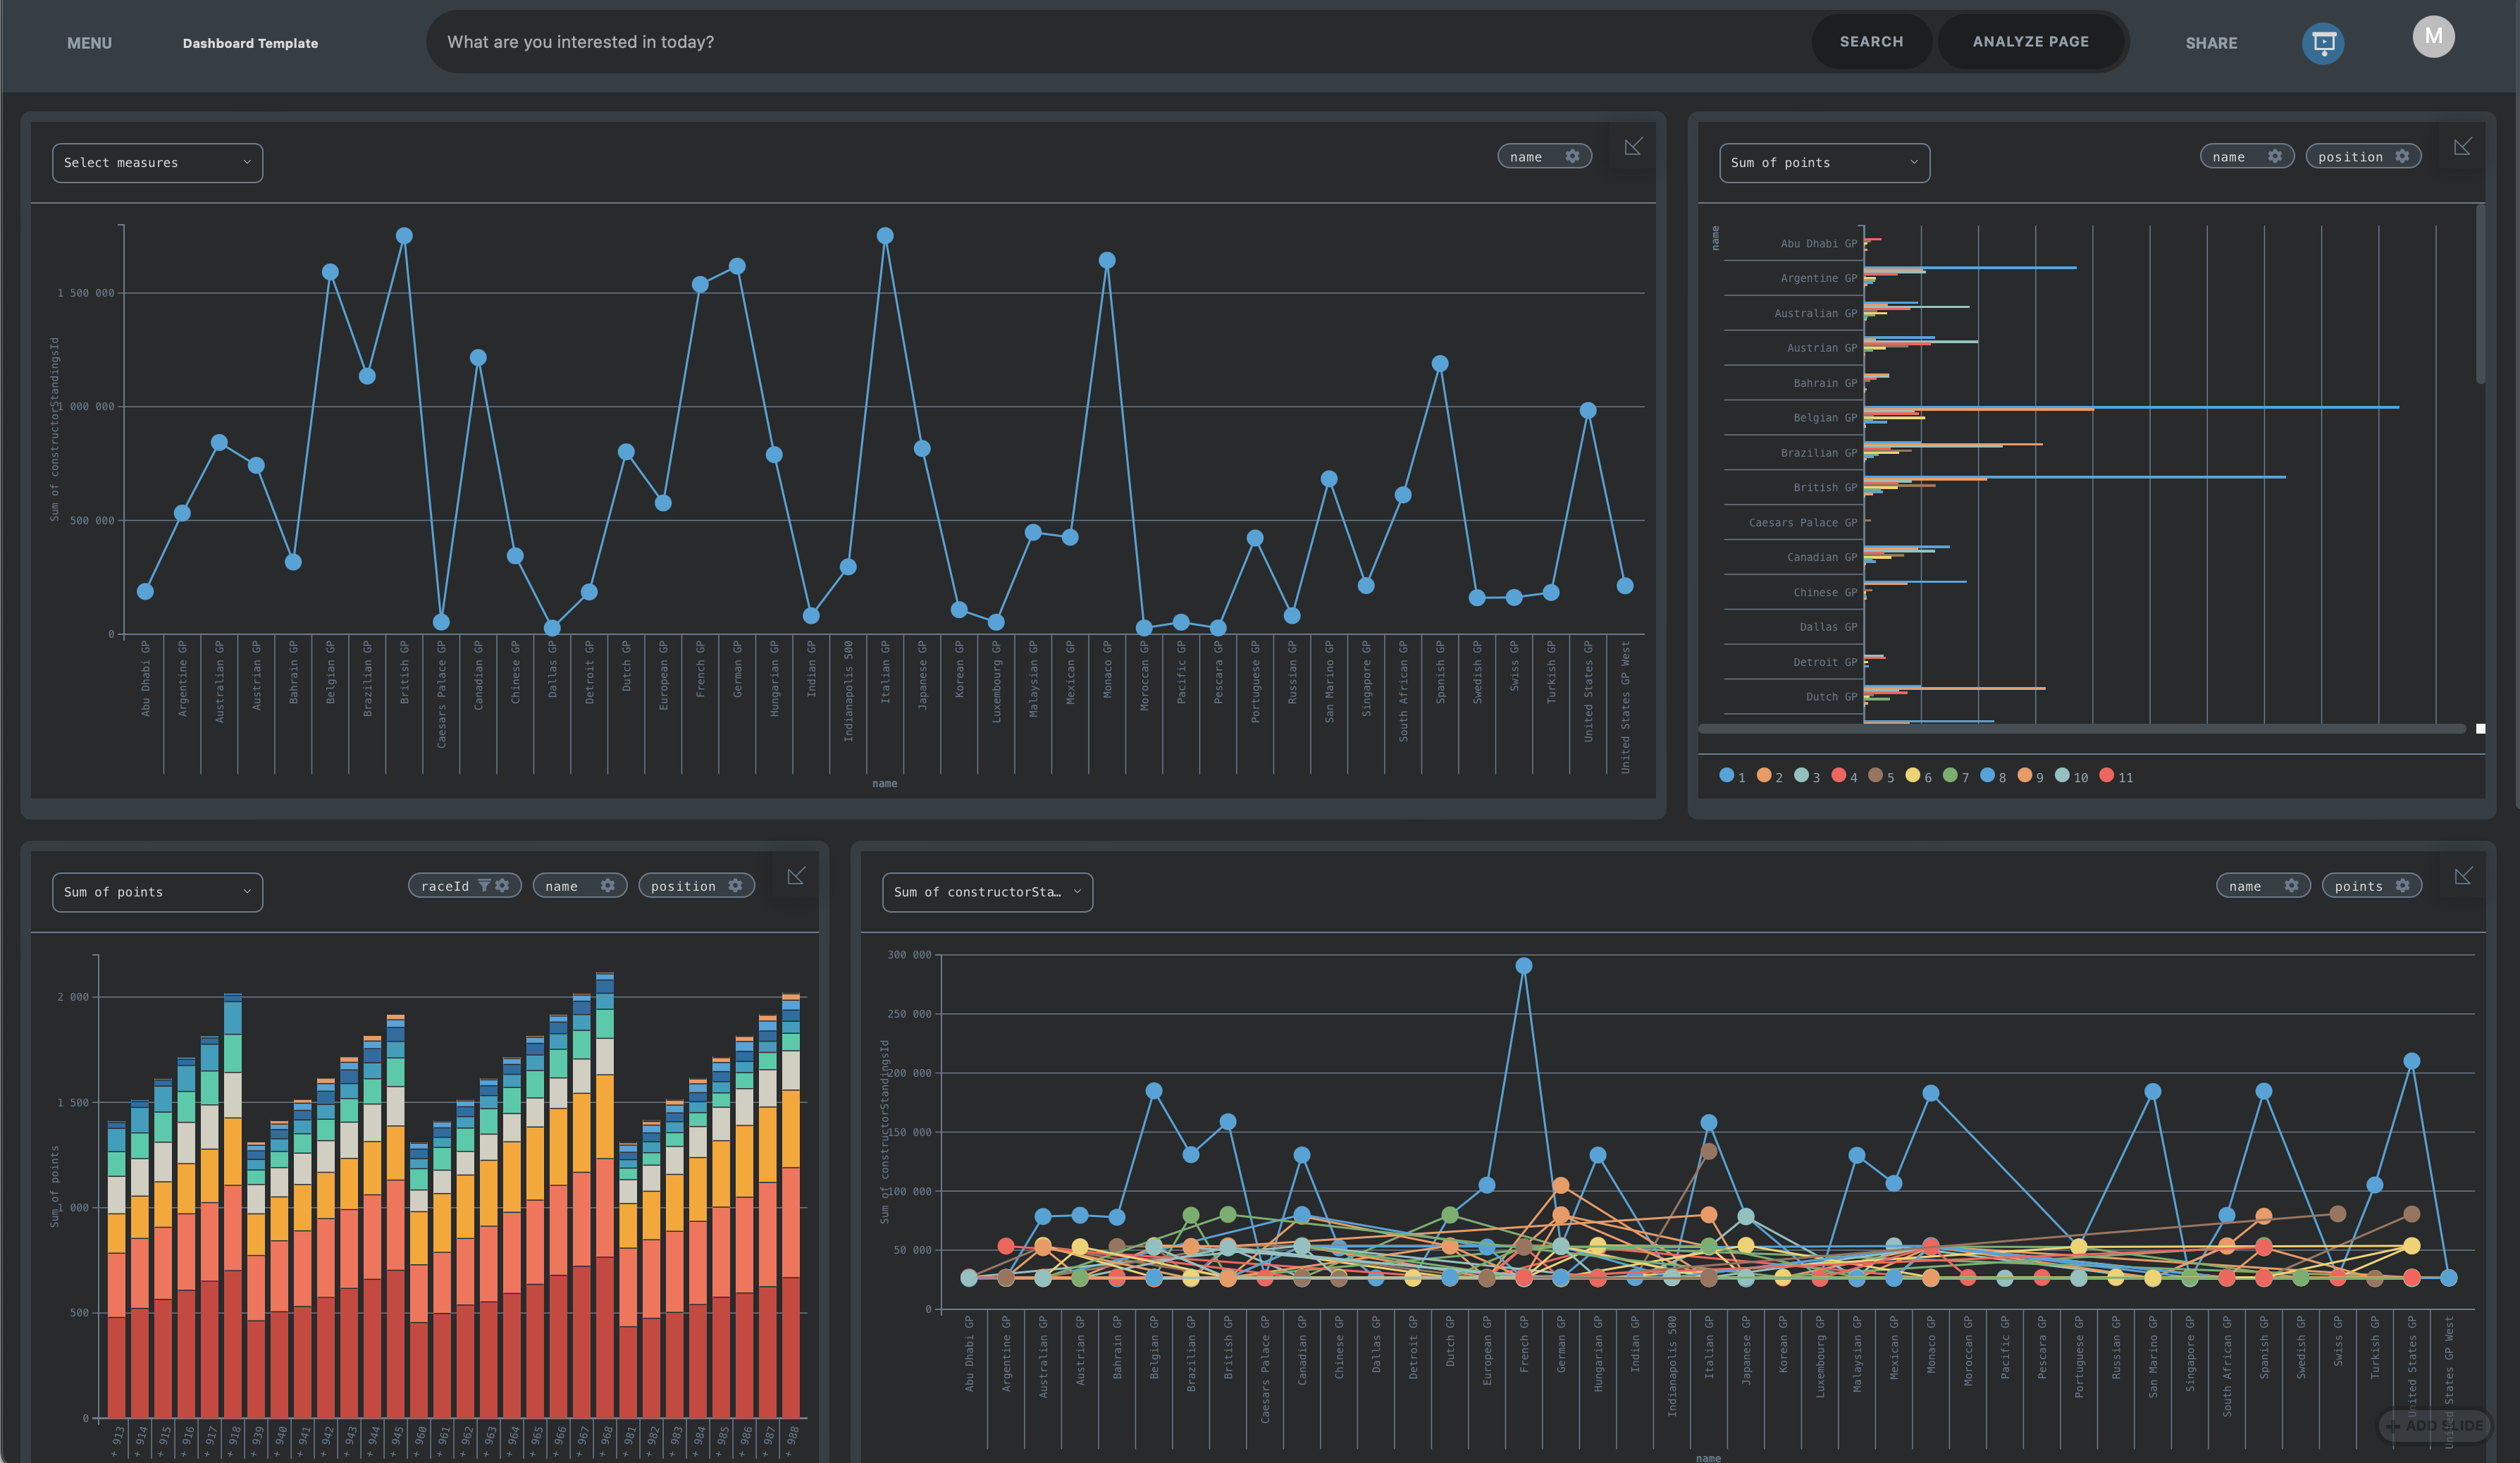 MENU
Dashboard Template
What are you interested in today?
SEARCH
ANALYZE PAGE
SHARE
M
Select measures
name
Sum of constructorStandingsId
1 500 000
1 000 000
500 000
0
Abu Dhabi GP
Argentine GP
Australian GP
Austrian GP
Bahrain GP
Belgian GP
Brazilian GP
British GP
Caesars Palace GP
Canadian GP
Chinese GP
Dallas GP
Detroit GP
Dutch GP
European GP
French GP
German GP
Hungarian GP
Indian GP
Indianapolis 500
Italian GP
Japanese GP
Korean GP
Luxembourg GP
Malaysian GP
Mexican GP
Monaco GP
Moroccan GP
Pacific GP
Pescara GP
Portuguese GP
Russian GP
San Marino GP
Singapore GP
South African GP
Spanish GP
Swedish GP
Swiss GP
Turkish GP
United States GP
United States GP West
name
Sum of points
name
position
name
Abu Dhabi GP
Argentine GP
Australian GP
Austrian GP
Bahrain GP
Belgian GP
Brazilian GP
British GP
Caesars Palace GP
Canadian GP
Chinese GP
Dallas GP
Detroit GP
Dutch GP
1 2 3 4 5 6 7 8 9 10 11
Sum of points
raceId
name
position
Sum of points
2 000
1 500
1 000
500
0
+ 913
+ 914
+ 915
+ 916
+ 917
+ 918
+ 939
+ 940
+ 941
+ 942
+ 943
+ 944
+ 945
+ 960
+ 961
+ 962
+ 963
+ 964
+ 965
+ 966
+ 967
+ 968
+ 981
+ 982
+ 983
+ 984
+ 985
+ 986
+ 987
+ 988
Sum of constructorSta…
name
points
Sum of constructorStandingsId
300 000
250 000
200 000
150 000
100 000
50 000
0
Abu Dhabi GP
Argentine GP
Australian GP
Austrian GP
Bahrain GP
Belgian GP
Brazilian GP
British GP
Caesars Palace GP
Canadian GP
Chinese GP
Dallas GP
Detroit GP
Dutch GP
European GP
French GP
German GP
Hungarian GP
Indian GP
Indianapolis 500
Italian GP
Japanese GP
Korean GP
Luxembourg GP
Malaysian GP
Mexican GP
Monaco GP
Moroccan GP
Pacific GP
Pescara GP
Portuguese GP
Russian GP
San Marino GP
Singapore GP
South African GP
Spanish GP
Swedish GP
Swiss GP
Turkish GP
United States GP
United States GP West
name
+ ADD SLIDE